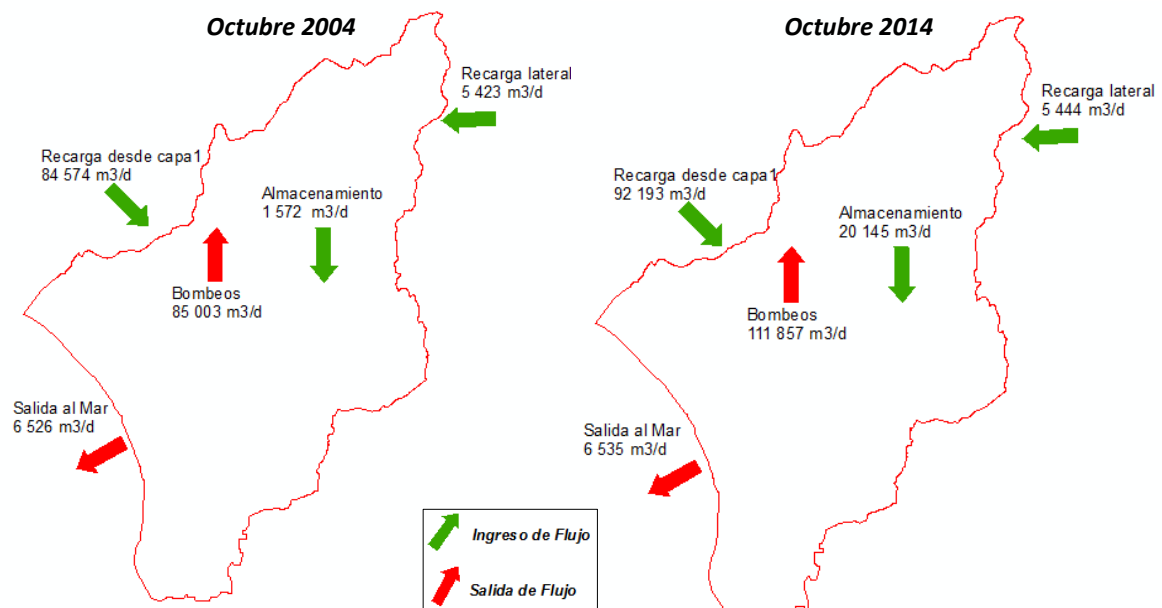 Octubre 2004
Recarga lateral
5 423 m3/d
Recarga desde capa1
84 574 m3/d
Almacenamiento
1 572 m3/d
Bombeos
85 003 m3/d
Salida al Mar
6 526 m3/d
Octubre 2014
Recarga lateral
5 444 m3/d
Recarga desde capa1
92 193 m3/d
Almacenamiento
20 145 m3/d
Bombeos
111 857 m3/d
Salida al Mar
6 535 m3/d
Ingreso de Flujo
Salida de Flujo